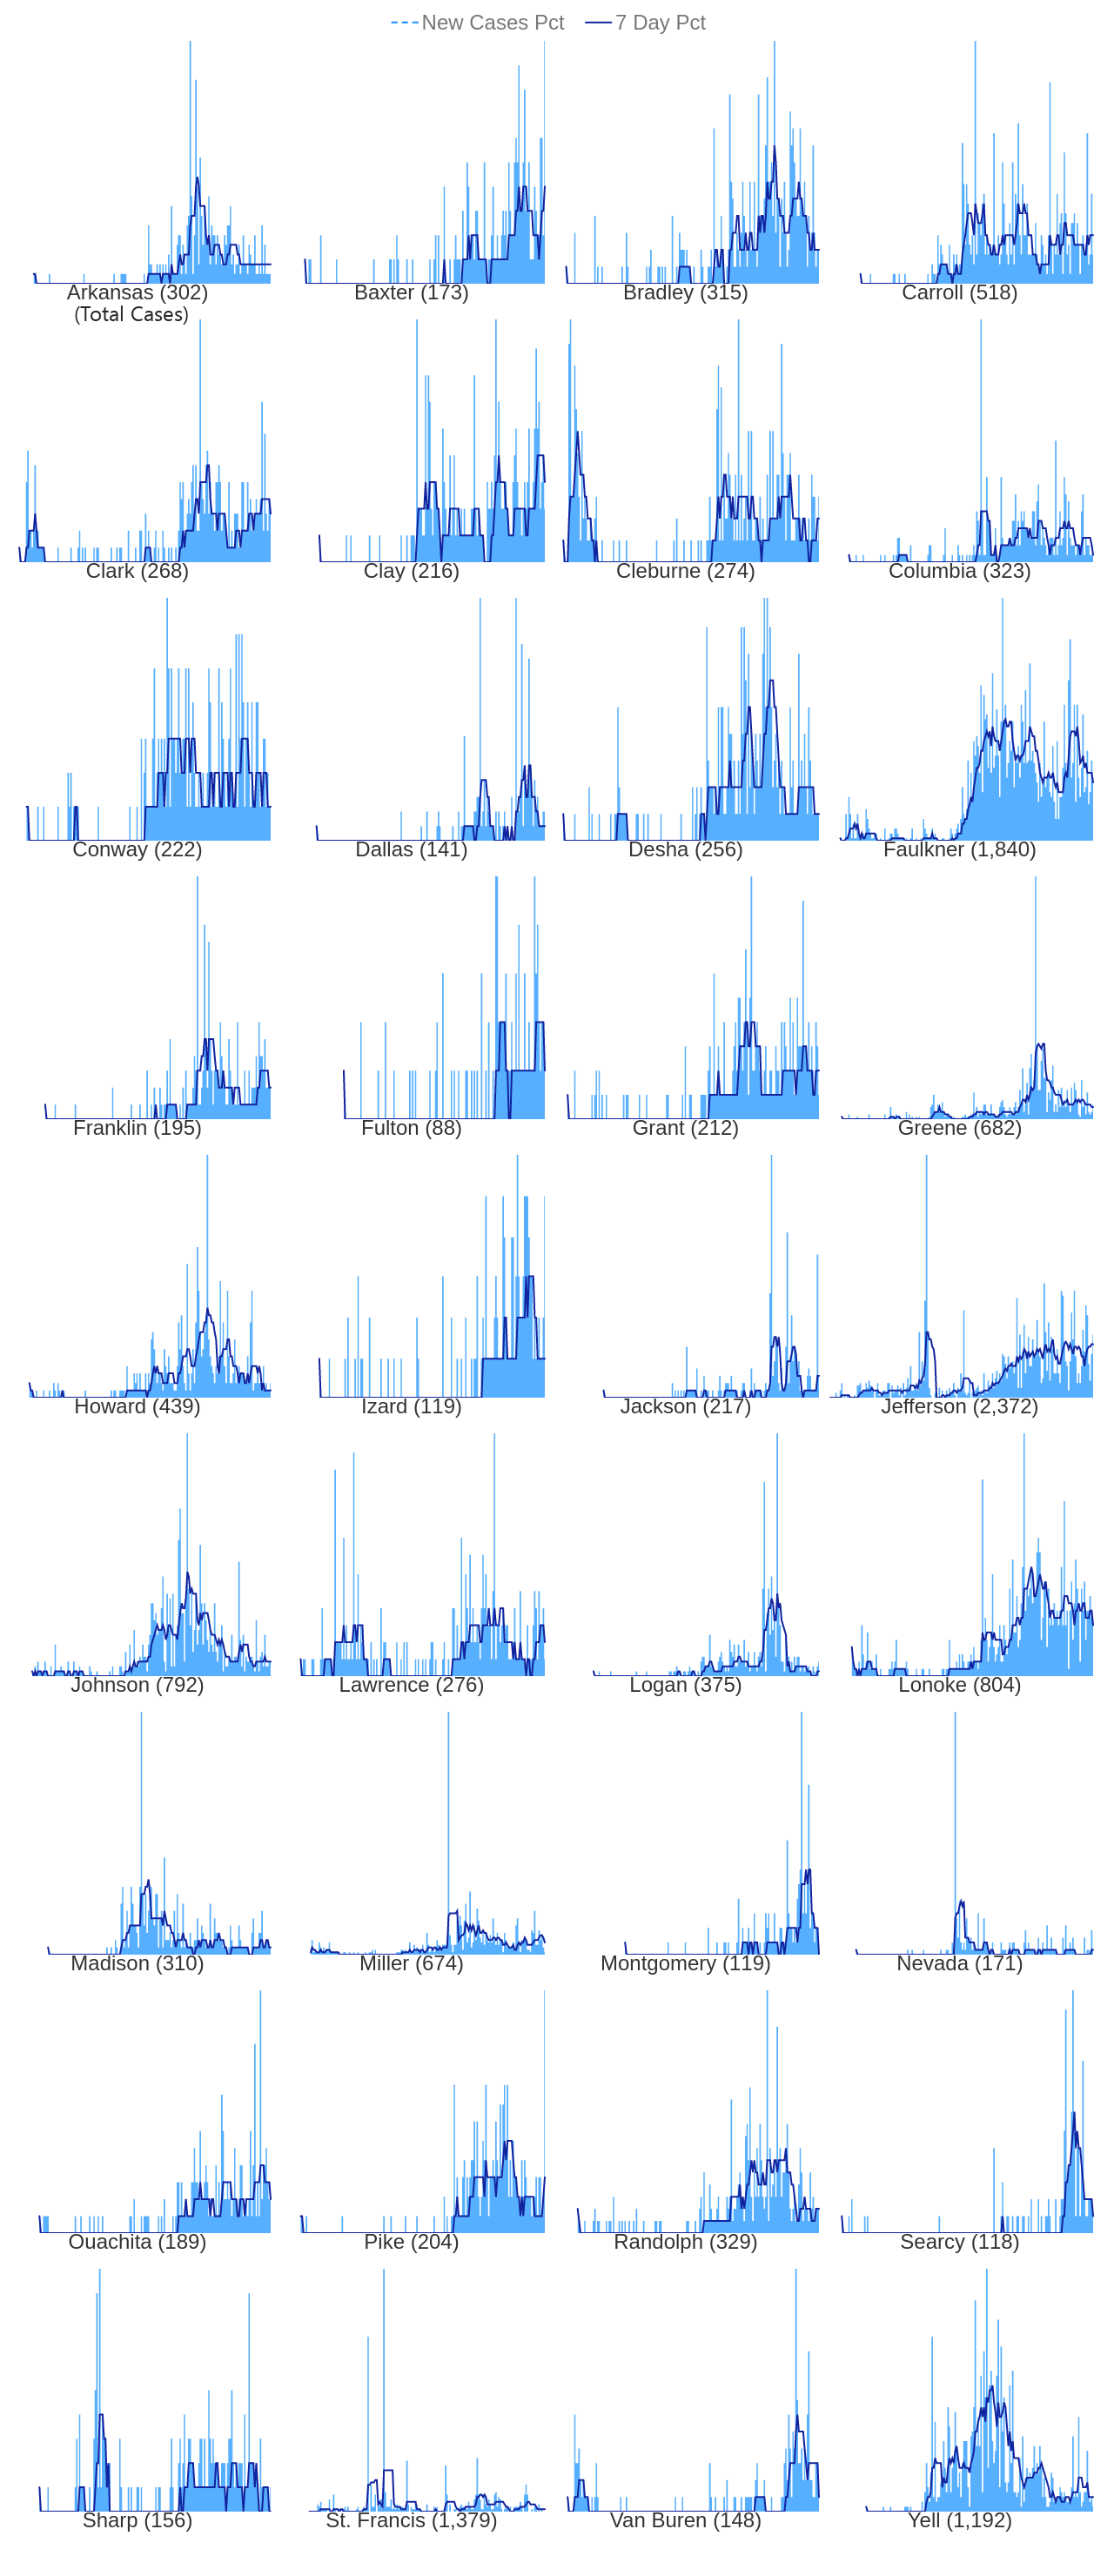 New Cases Pct 7 Day Pct
Arkansas (302) Baxter (173) Bradley (315) Carroll (518)
(Total Cases)
Clark (268) Clay (216) Cleburne (274) Columbia (323)
Conway (222) Dallas (141) Desha (256) Faulkner (1,840)
Franklin (195) Fulton (88) Grant (212) Greene (682)
Howard (439) Izard (119) Jackson (217) Jefferson (2,372)
Johnson (792) Lawrence (276) Logan (375) Lonoke (804)
Madison (310) Miller (674) Montgomery (119) Nevada (171)
Ouachita (189) Pike (204) Randolph (329) Searcy (118)
Sharp (156) St. Francis (1,379) Van Buren (148) Yell (1,192)